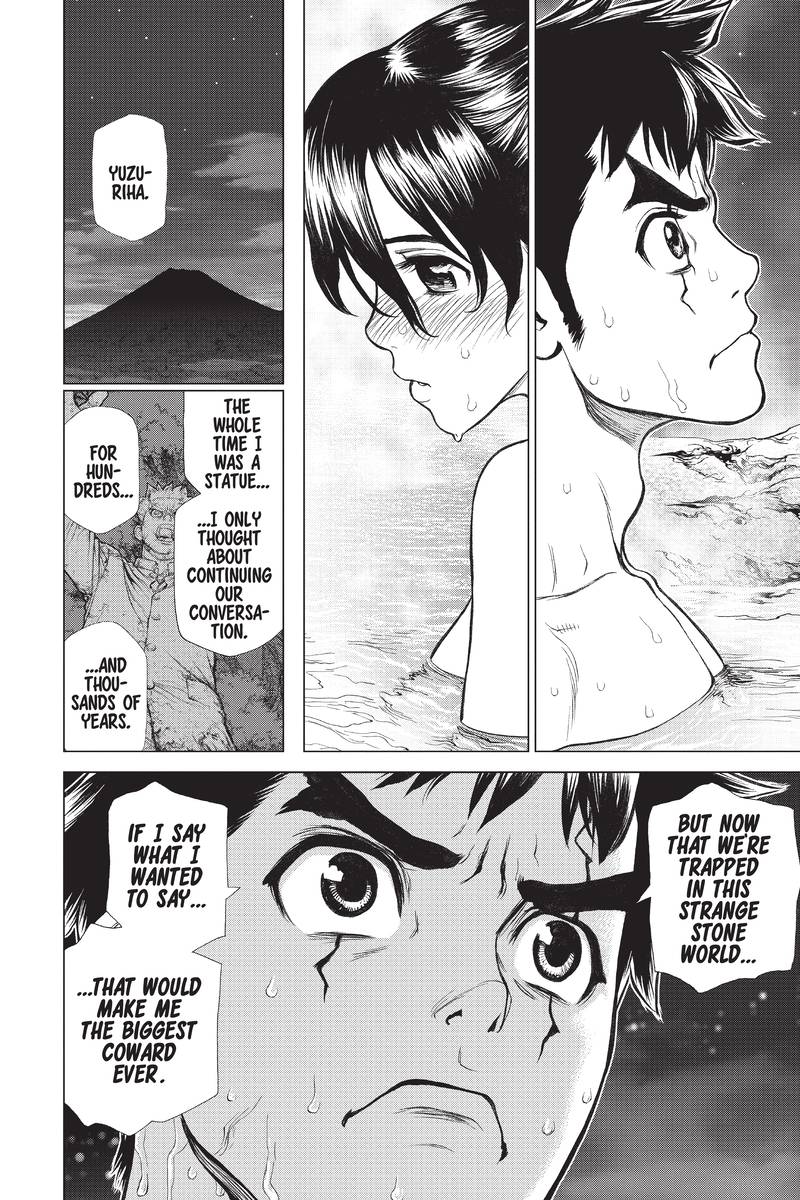 YUZU-
RIHA.
THE
WHOLE
TIME I
WAS A
STATUE...
...I ONLY
THOUGHT
ABOUT
CONTINUING
OUR
CONVERSA-
TION.
FOR
HUN-
DREDS...
...AND
THOU-
SANDS OF
YEARS.
BUT NOW
THAT WE'RE
TRAPPED
IN THIS
STRANGE
STONE
WORLD...
IF I SAY
WHAT I
WANTED
TO SAY...
...THAT WOULD
MAKE ME
THE BIGGEST
COWARD
EVER.